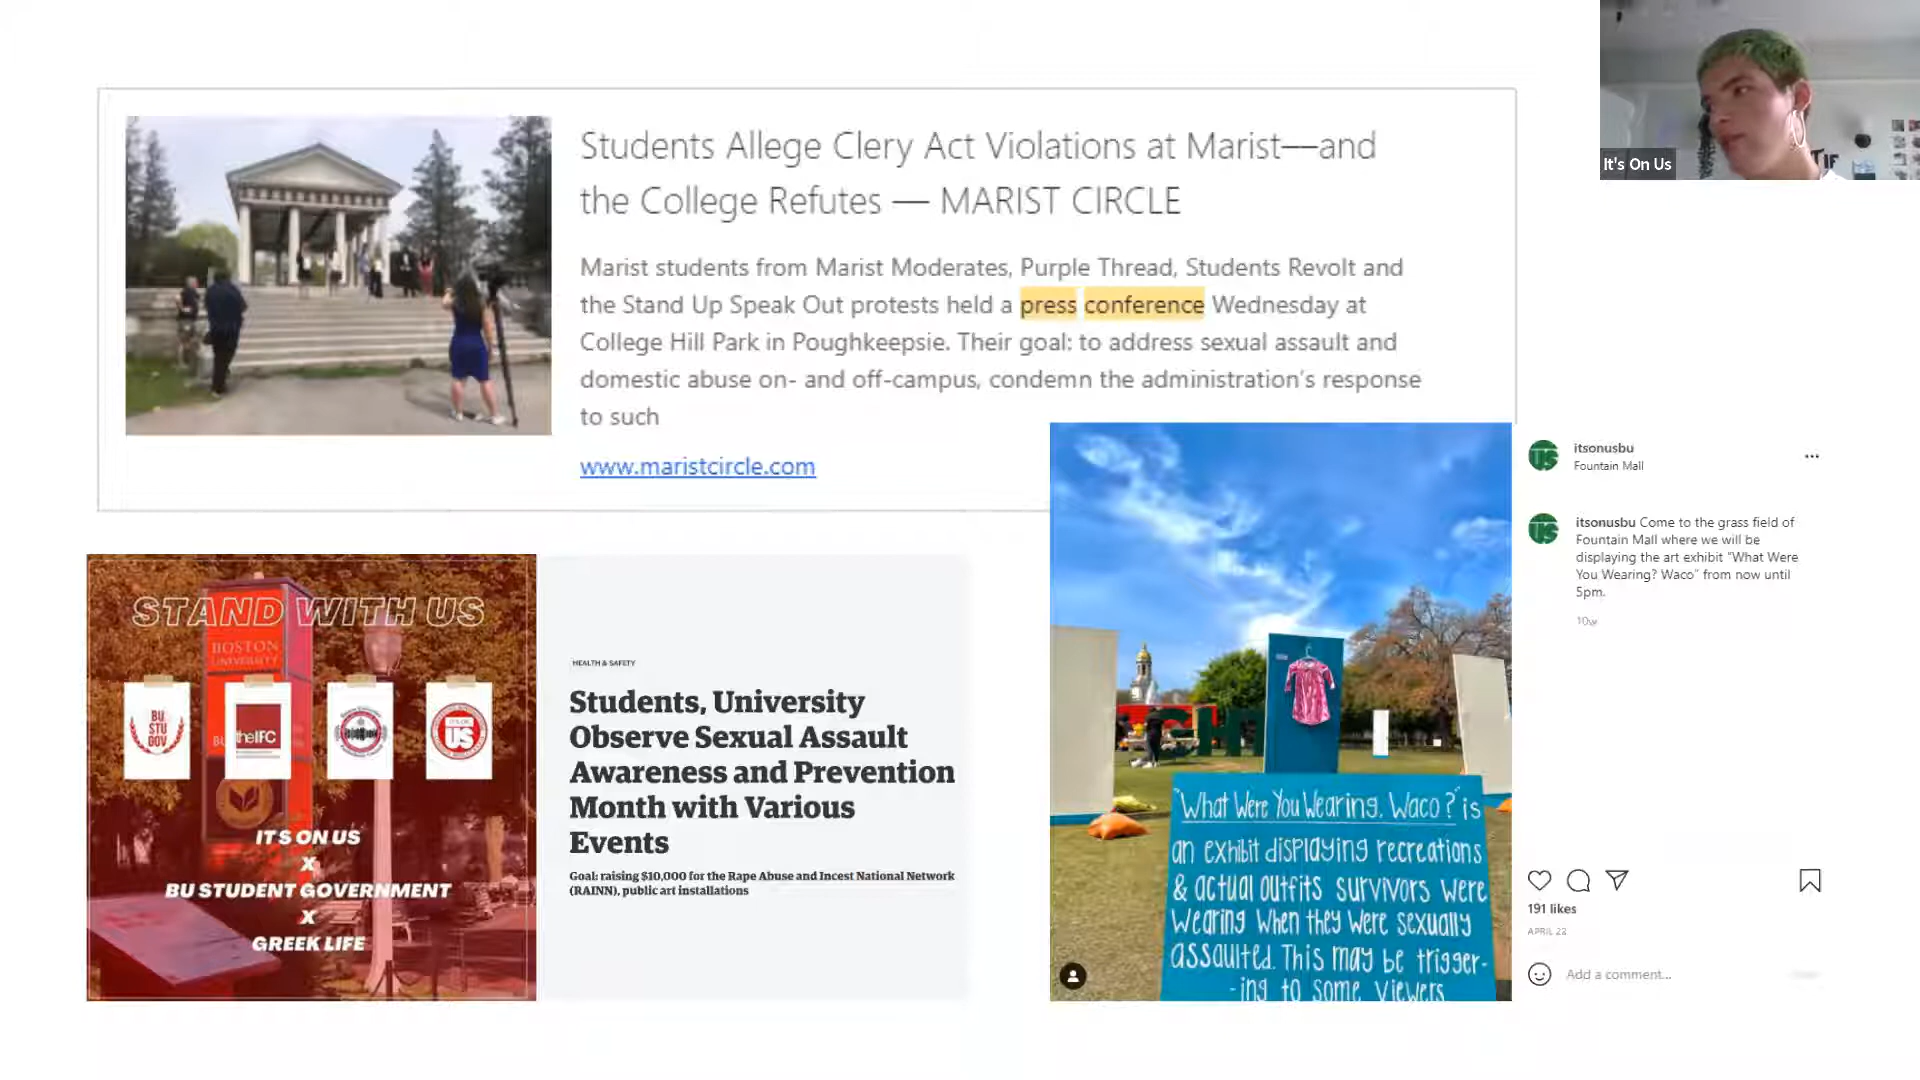 Students Allege Clery Act Violations at Marist—and
the College Refutes — MARIST CIRCLE
Marist students from Marist Moderates, Purple Thread, Students Revolt and
the Stand Up Speak Out protests held a press conference Wednesday at
College Hill Park in Poughkeepsie. Their goal: to address sexual assault and
domestic abuse on- and off-campus, condemn the administration's response
to such
www.maristcircle.com
It's On Us
STAND WITH US
BOSTON
UNIVERSITY
BU
STU
GOV
theIFC
IT'S ON
US
IT'S ON US
X
BU STUDENT GOVERNMENT
X
GREEK LIFE
HEALTH & SAFETY
Students, University
Observe Sexual Assault
Awareness and Prevention
Month with Various
Events
Goal: raising $10,000 for the Rape Abuse and Incest National Network
(RAINN), public art installations
"What Were You Wearing, Waco?" is
an exhibit displaying recreations
& actual outfits survivors were
wearing when they were sexually
assaulted. This may be trigger-
-ing to some viewers
US
itsonusbu
Fountain Mall
US
itsonusbu Come to the grass field of
Fountain Mall where we will be
displaying the art exhibit "What Were
You Wearing? Waco" from now until
5pm.
10w
191 likes
APRIL 22
Add a comment...